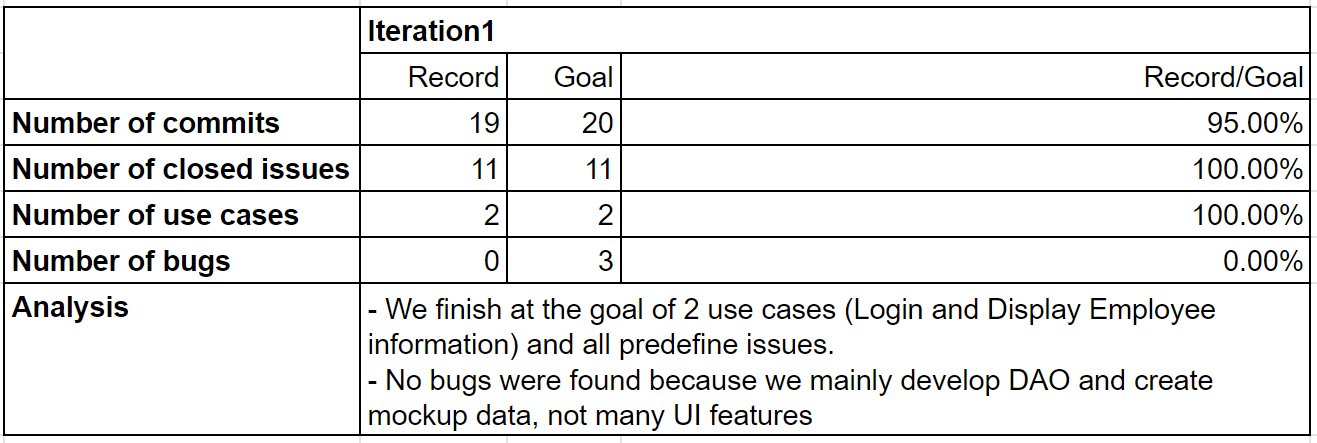 Iteration1
Record Goal Record/Goal
Number of commits 19 20 95.00%
Number of closed issues 11 11 100.00%
Number of use cases 2 2 100.00%
Number of bugs 0 3 0.00%
Analysis
- We finish at the goal of 2 use cases (Login and Display Employee
information) and all predefine issues.
- No bugs were found because we mainly develop DAO and create
mockup data, not many UI features